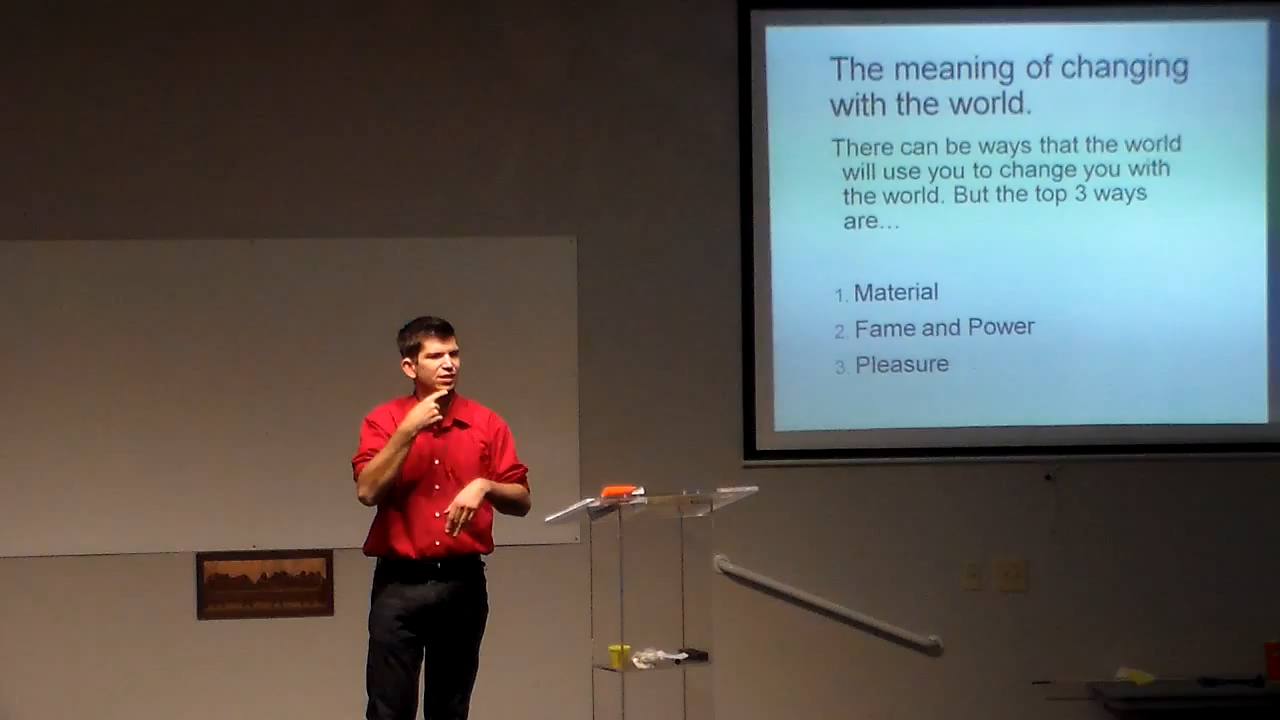 The meaning of changing
with the world.
There can be ways that the world
will use you to change you with
the world. But the top 3 ways
are...
1. Material
2. Fame and Power
3. Pleasure